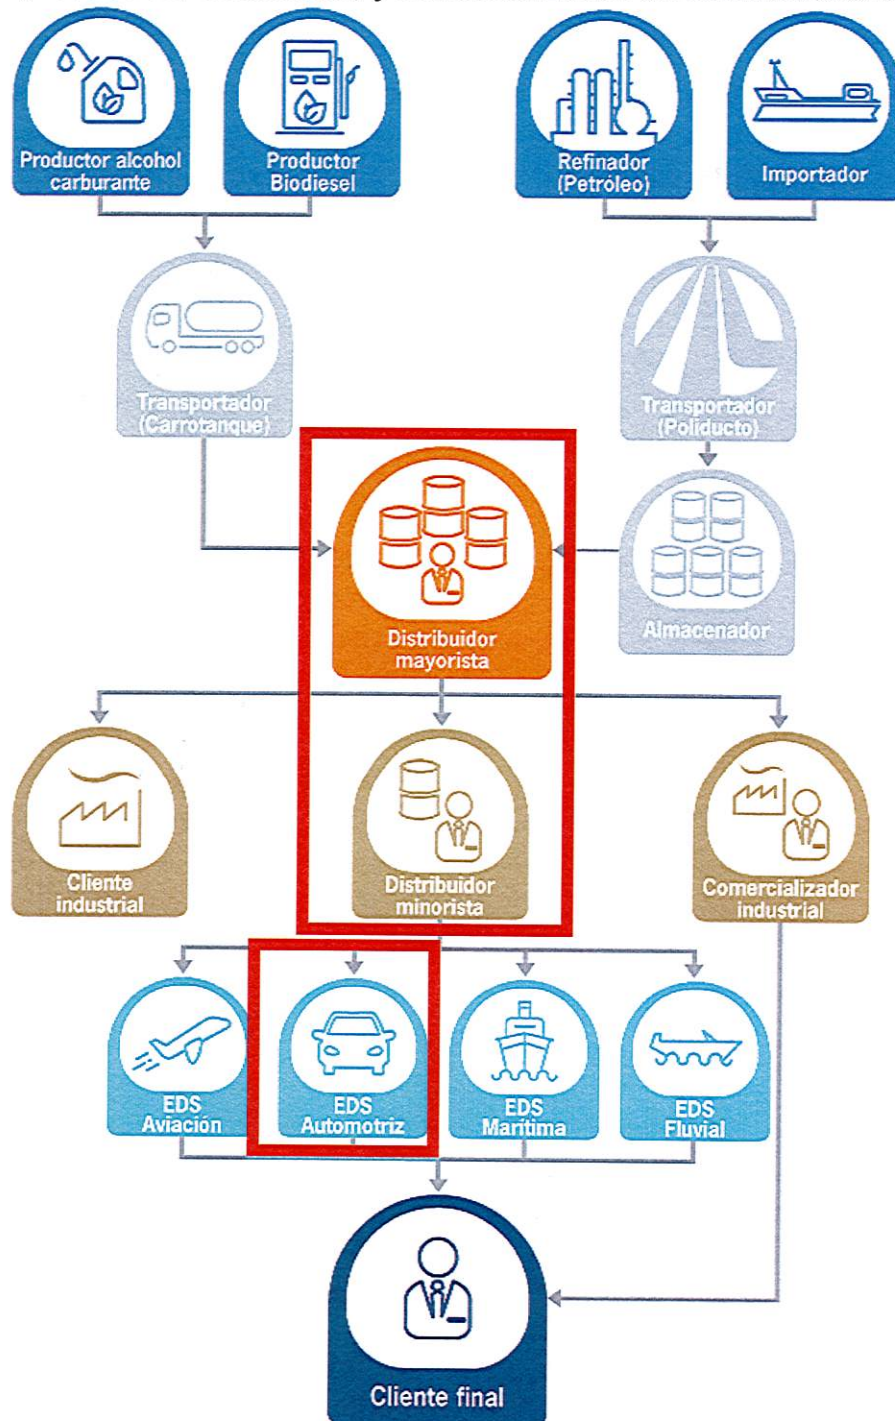 Productor alcohol
carburante
Productor
Biodiesel
Refinador
(Petróleo)
Importador
Transportador
(Carrotanque)
Transportador
(Poliducto)
Distribuidor
mayorista
Almacenador
Cliente
industrial
Distribuidor
minorista
Comercializador
industrial
EDS
Aviación
EDS
Automotriz
EDS
Marítima
EDS
Fluvial
Cliente final